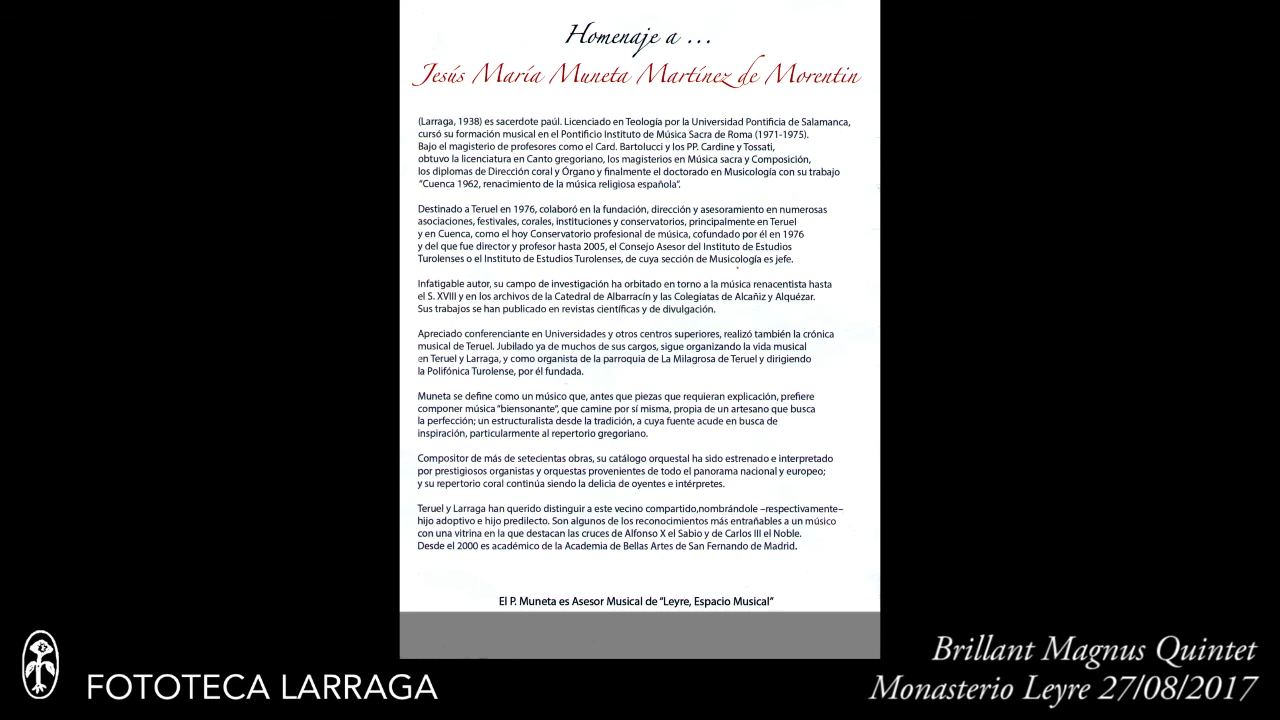 Homenaje a ...
Jesús María Muneta Martínez de Morentin
(Larraga, 1938) es sacerdote paúl. Licenciado en Teología por la Universidad Pontificia de Salamanca,
cursó su formación musical en el Pontificio Instituto de Música Sacra de Roma (1971-1975).
Bajo el magisterio de profesores como el Card. Bartolucci y los PP. Cardine y Tossati,
obtuvo la licenciatura en Canto gregoriano, los magisterios en Música sacra y Composición,
los diplomas de Dirección coral y Órgano y finalmente el doctorado en Musicología con su trabajo
"Cuenca 1962, renacimiento de la música religiosa española".
Destinado a Teruel en 1976, colaboró en la fundación, dirección y asesoramiento en numerosas
asociaciones, festivales, corales, instituciones y conservatorios, principalmente en Teruel
y en Cuenca, como el hoy Conservatorio profesional de música, cofundado por él en 1976
y del que fue director y profesor hasta 2005, el Consejo Asesor del Instituto de Estudios
Turolenses o el Instituto de Estudios Turolenses, de cuya sección de Musicología es jefe.
Infatigable autor, su campo de investigación ha orbitado en torno a la música renacentista hasta
el S. XVIII y en los archivos de la Catedral de Albarracín y las Colegiatas de Alcañiz y Alquézar.
Sus trabajos se han publicado en revistas científicas y de divulgación.
Apreciado conferenciante en Universidades y otros centros superiores, realizó también la crónica
musical de Teruel. Jubilado ya de muchos de sus cargos, sigue organizando la vida musical
en Teruel y Larraga, y como organista de la parroquia de La Milagrosa de Teruel y dirigiendo
la Polifónica Turolense, por él fundada.
Muneta se define como un músico que, antes que piezas que requieran explicación, prefiere
componer música "biensonante", que camine por sí misma, propia de un artesano que busca
la perfección; un estructuralista desde la tradición, a cuya fuente acude en busca de
inspiración, particularmente al repertorio gregoriano.
Compositor de más de setecientas obras, su catálogo orquestal ha sido estrenado e interpretado
por prestigiosos organistas y orquestas provenientes de todo el panorama nacional y europeo;
y su repertorio coral continúa siendo la delicia de oyentes e intérpretes.
Teruel y Larraga han querido distinguir a este vecino compartido,nombrándole –respectivamente–
hijo adoptivo e hijo predilecto. Son algunos de los reconocimientos más entrañables a un músico
con una vitrina en la que destacan las cruces de Alfonso X el Sabio y de Carlos III el Noble.
Desde el 2000 es académico de la Academia de Bellas Artes de San Fernando de Madrid.
El P. Muneta es Asesor Musical de "Leyre, Espacio Musical"
FOTOTECA LARRAGA
Brillant Magnus Quintet
Monasterio Leyre 27/08/2017